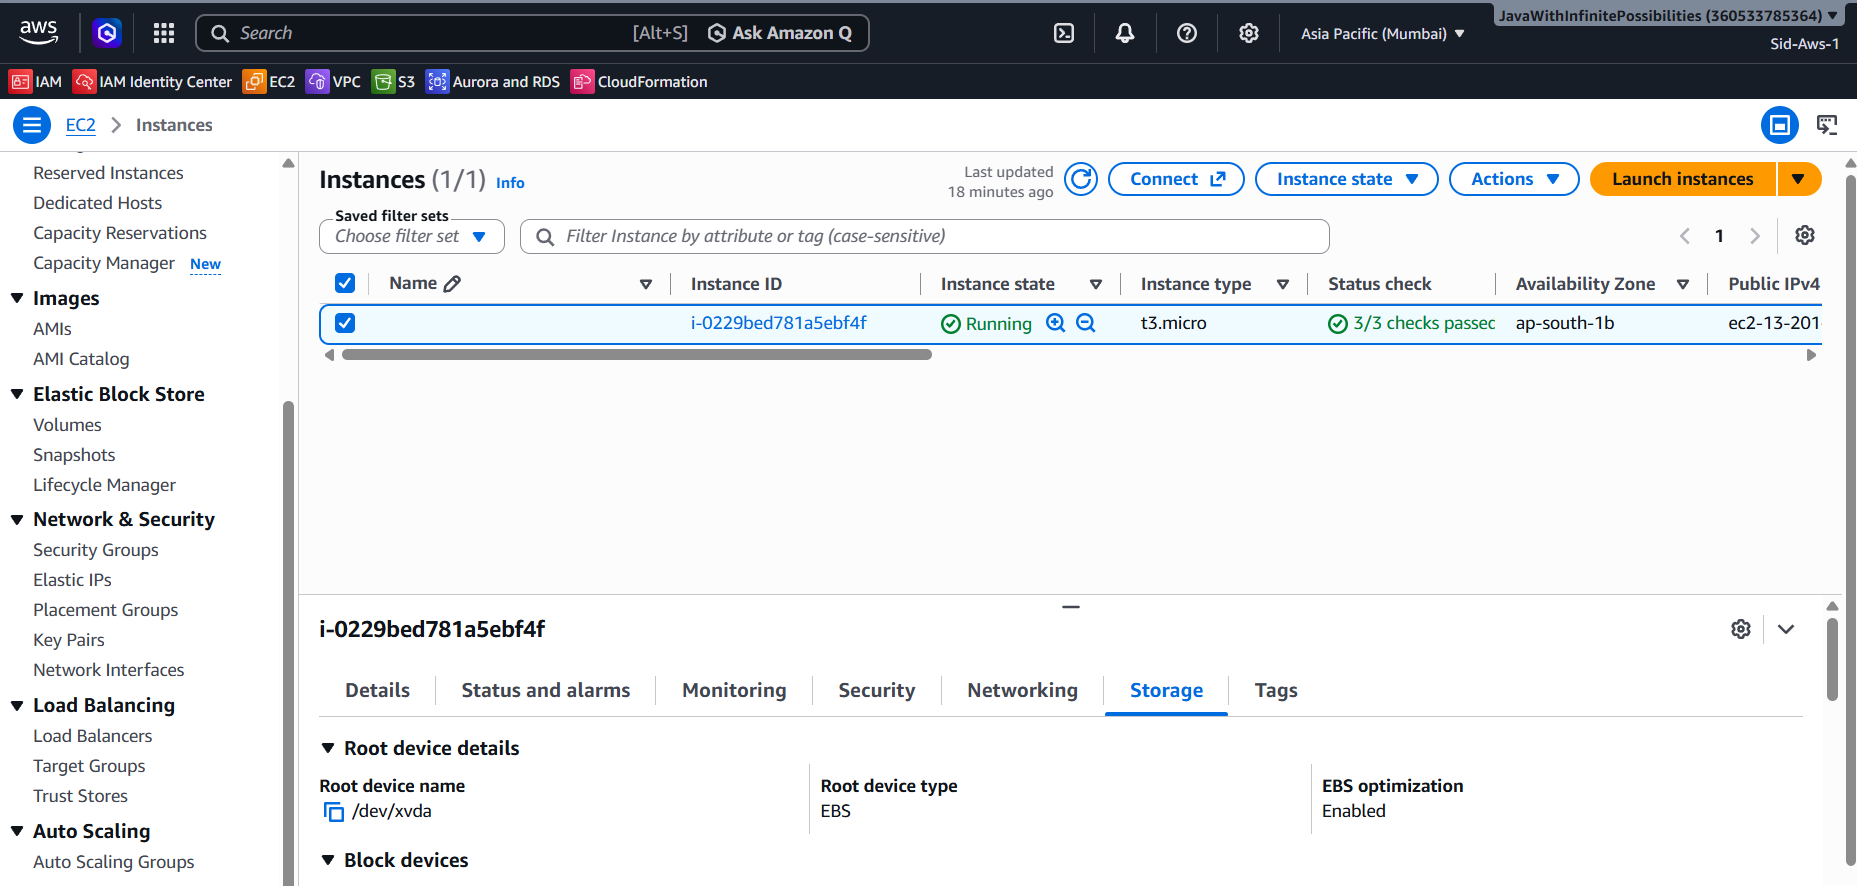 aws
Search [Alt+S] Ask Amazon Q
Asia Pacific (Mumbai)
JavaWithInfinitePossibilities (360533785364)
Sid-Aws-1
IAM IAM Identity Center EC2 VPC S3 Aurora and RDS CloudFormation
EC2 Instances
Reserved Instances
Dedicated Hosts
Capacity Reservations
Capacity Manager New
Images
AMIs
AMI Catalog
Elastic Block Store
Volumes
Snapshots
Lifecycle Manager
Network & Security
Security Groups
Elastic IPs
Placement Groups
Key Pairs
Network Interfaces
Load Balancing
Load Balancers
Target Groups
Trust Stores
Auto Scaling
Auto Scaling Groups
Instances (1/1) Info
Last updated
18 minutes ago
Connect Instance state Actions Launch instances
Saved filter sets
Choose filter set Filter Instance by attribute or tag (case-sensitive) 1
Name Instance ID Instance state Instance type Status check Availability Zone Public IPv4
i-0229bed781a5ebf4f Running t3.micro 3/3 checks passed ap-south-1b ec2-13-201
i-0229bed781a5ebf4f
Details Status and alarms Monitoring Security Networking Storage Tags
Root device details
Root device name Root device type EBS optimization
/dev/xvda EBS Enabled
Block devices